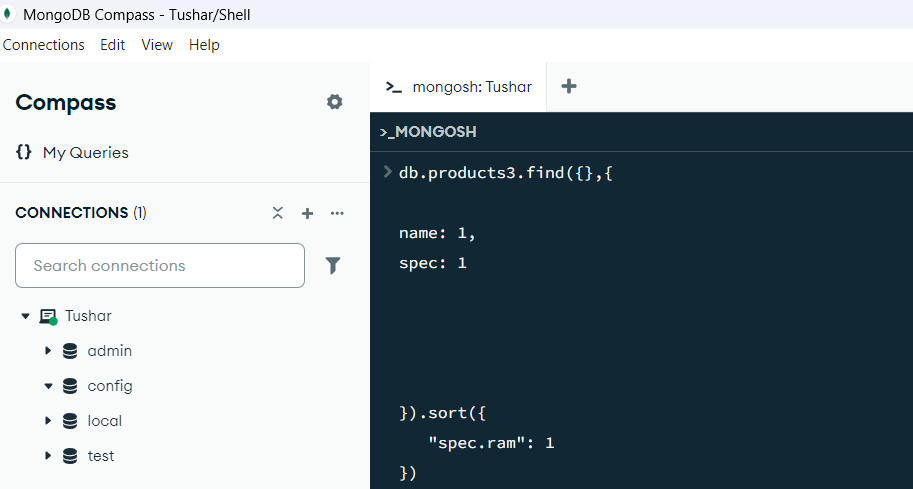 MongoDB Compass - Tushar/Shell
Connections Edit View Help
Compass
My Queries
CONNECTIONS (1)
Search connections
Tushar
admin
config
local
test
>_ mongosh: Tushar
>_MONGOSH
db.products3.find({},{
name: 1,
spec: 1
}).sort({
"spec.ram": 1
})